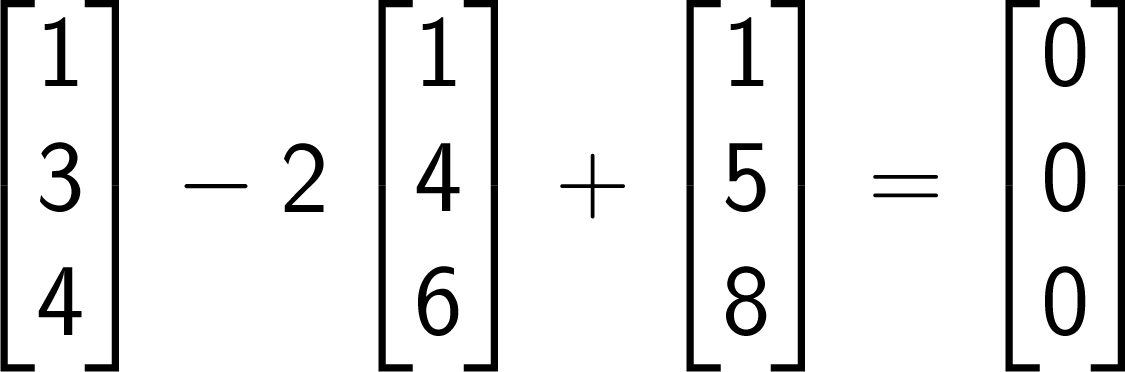 [1 3 4] − 2 [1 4 6] + [1 5 8] = [0 0 0]